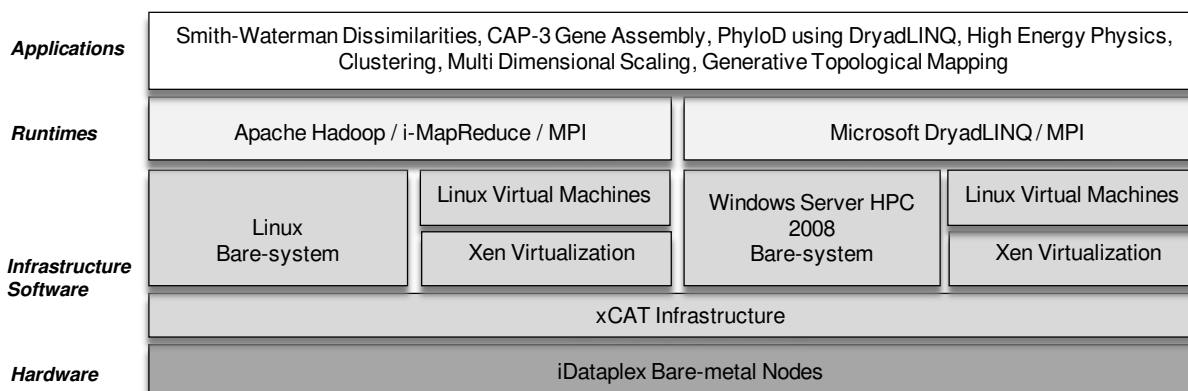 Applications
Smith-Waterman Dissimilarities, CAP-3 Gene Assembly, PhyloD using DryadLINQ, High Energy Physics,
Clustering, Multi Dimensional Scaling, Generative Topological Mapping
Runtimes
Apache Hadoop / i-MapReduce / MPI
Microsoft DryadLINQ / MPI
Infrastructure
Software
Linux
Bare-system
Linux Virtual Machines
Xen Virtualization
Windows Server HPC
2008
Bare-system
Linux Virtual Machines
Xen Virtualization
xCAT Infrastructure
Hardware
iDataplex Bare-metal Nodes